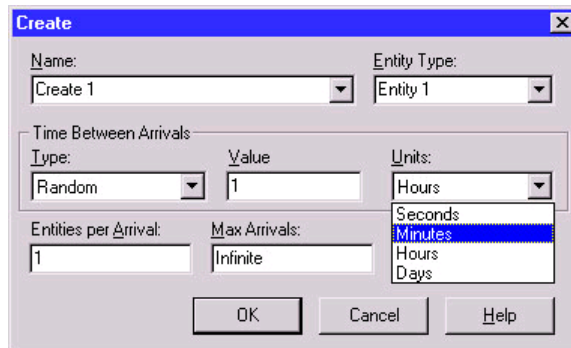 Create
Name: Entity Type:
Create 1 Entity 1
Time Between Arrivals
Type: Value Units:
Random 1 Hours
Seconds
Minutes
Hours
Days
Entities per Arrival: Max Arrivals:
1 Infinite
OK Cancel Help